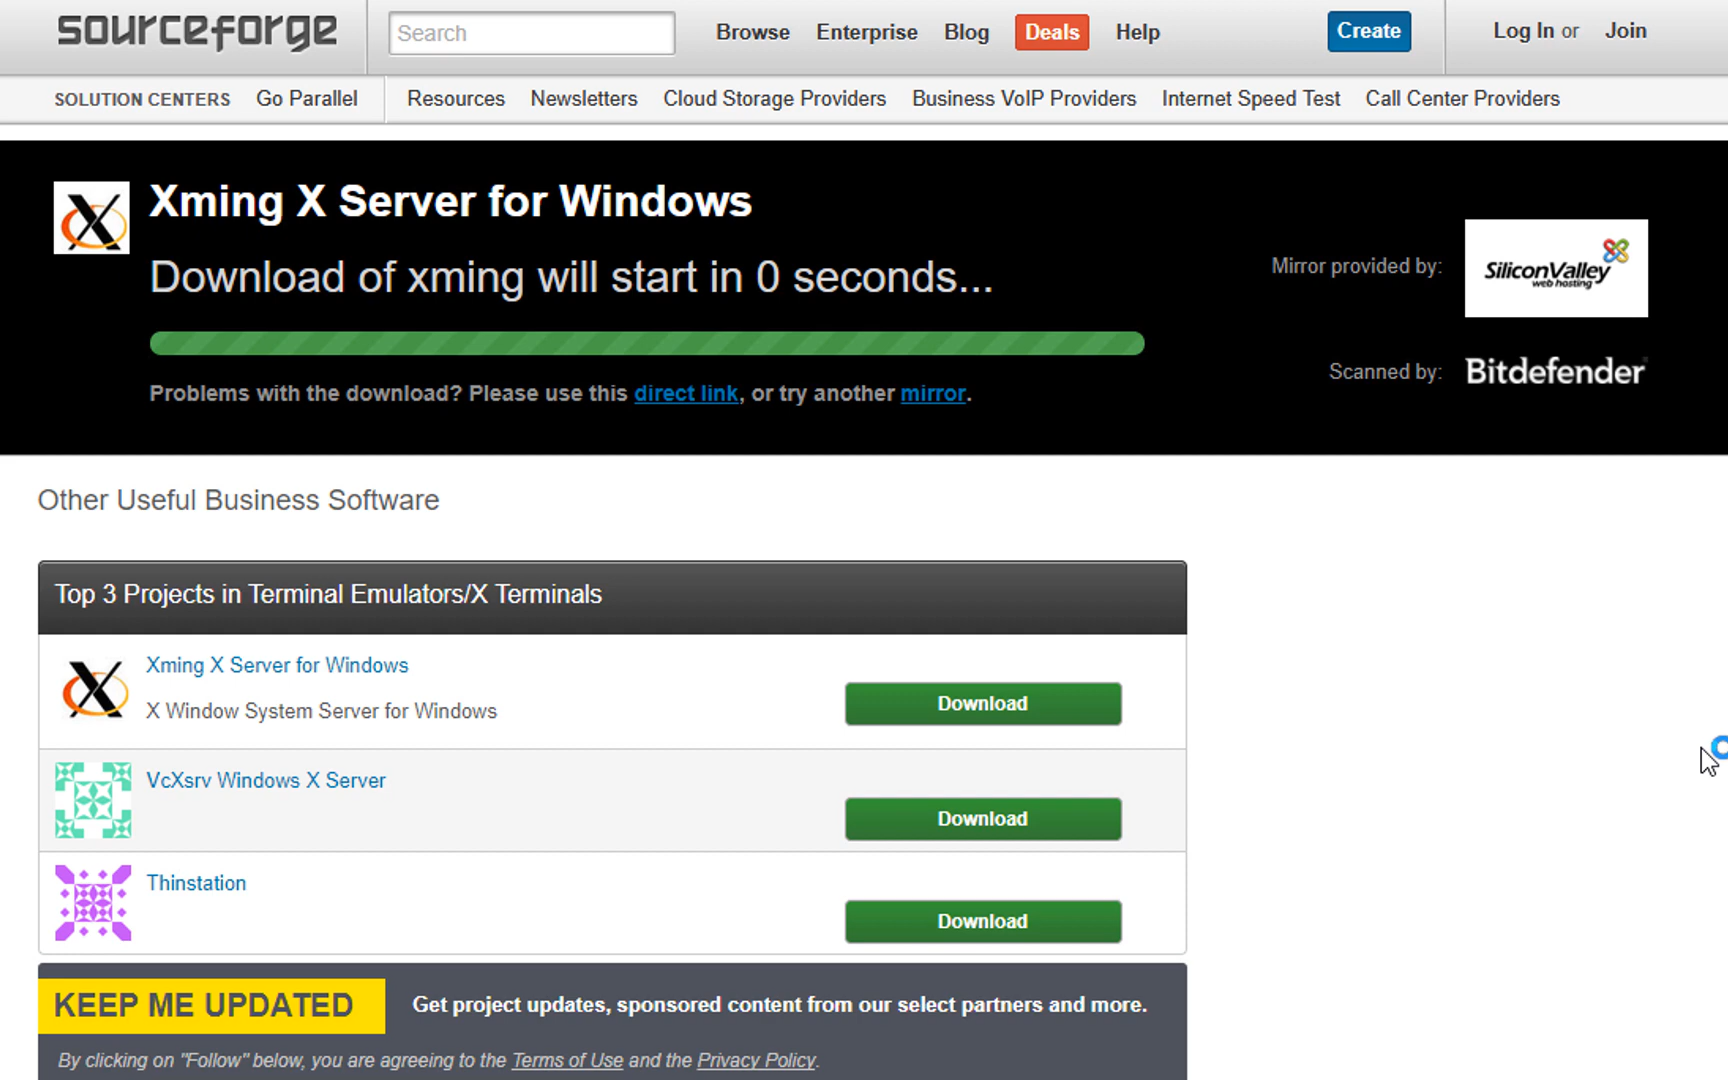 sourceforge
Search
Browse Enterprise Blog Deals Help
Create
Log In or Join
SOLUTION CENTERS Go Parallel Resources Newsletters Cloud Storage Providers Business VoIP Providers Internet Speed Test Call Center Providers
Xming X Server for Windows
Download of xming will start in 0 seconds...
Problems with the download? Please use this direct link, or try another mirror.
Mirror provided by:
SiliconValley
web hosting
Scanned by:
Bitdefender
Other Useful Business Software
Top 3 Projects in Terminal Emulators/X Terminals
Xming X Server for Windows
X Window System Server for Windows
Download
VcXsrv Windows X Server
Download
Thinstation
Download
KEEP ME UPDATED
Get project updates, sponsored content from our select partners and more.
By clicking on "Follow" below, you are agreeing to the Terms of Use and the Privacy Policy.